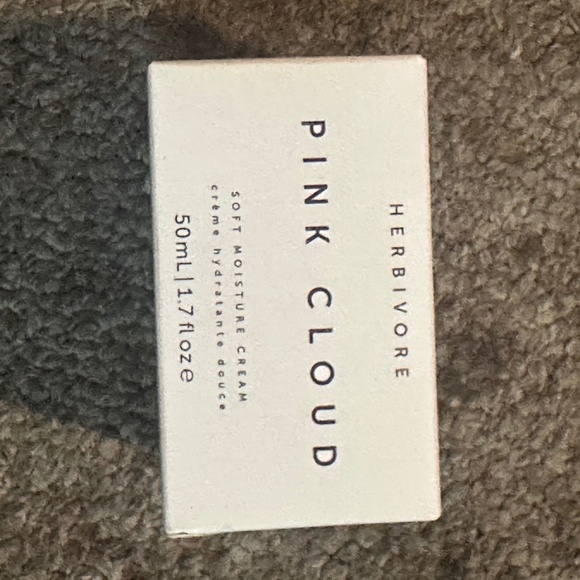 HERBIVORE
PINK CLOUD
SOFT MOISTURE CREAM
crème hydratante douce
50mL | 1.7 fl oz ℮